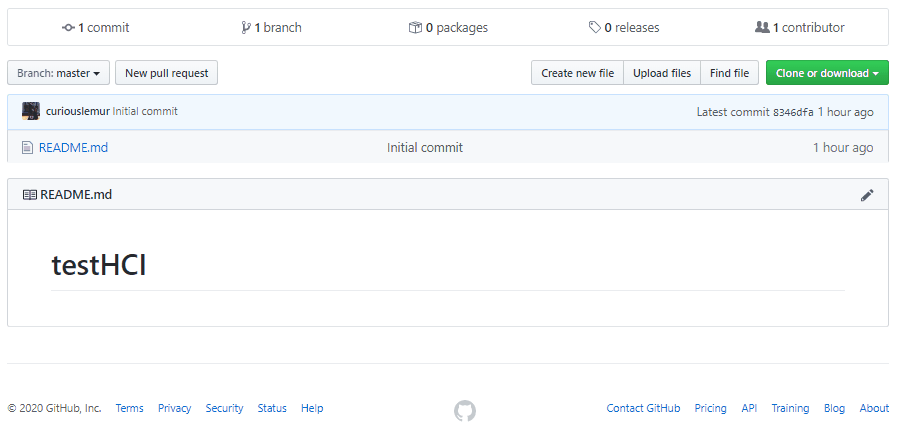 1 commit 1 branch 0 packages 0 releases 1 contributor
Branch: master New pull request Create new file Upload files Find file Clone or download
curiouslemur Initial commit Latest commit 8346dfa 1 hour ago
README.md Initial commit 1 hour ago
README.md
testHCI
© 2020 GitHub, Inc. Terms Privacy Security Status Help Contact GitHub Pricing API Training Blog About